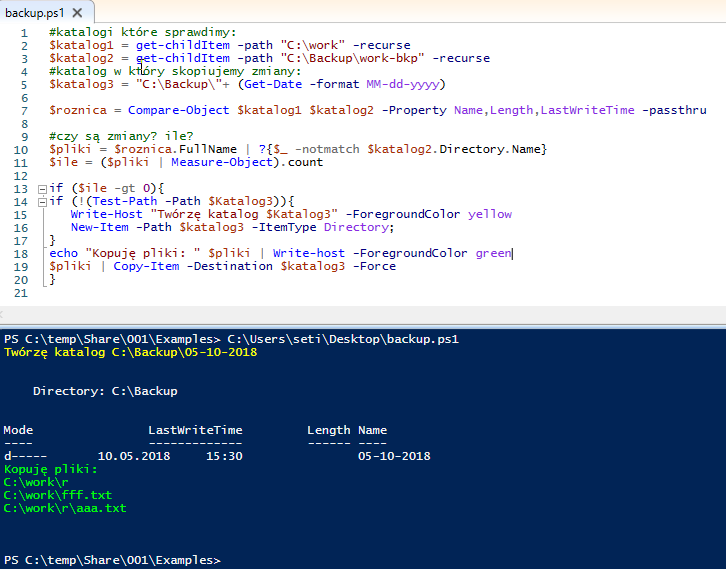 backup.ps1 X
1 #katalogi które sprawdimy:
2 $katalog1 = get-childItem -path "C:\work" -recurse
3 $katalog2 = get-childItem -path "C:\Backup\work-bkp" -recurse
4 #katalog w który skopiujemy zmiany:
5 $katalog3 = "C:\Backup\"+ (Get-Date -format MM-dd-yyyy)
6
7 $roznica = Compare-Object $katalog1 $katalog2 -Property Name,Length,LastWriteTime -passthru
8
9 #czy są zmiany? ile?
10 $pliki = $roznica.FullName | ?{$_ -notmatch $katalog2.Directory.Name}
11 $ile = ($pliki | Measure-Object).count
12
13 if ($ile -gt 0){
14 if (!(Test-Path -Path $Katalog3)){
15 Write-Host "Twórzę katalog $Katalog3" -ForegroundColor yellow
16 New-Item -Path $katalog3 -ItemType Directory;
17 }
18 echo "Kopuję pliki: " $pliki | Write-host -ForegroundColor green
19 $pliki | Copy-Item -Destination $katalog3 -Force
20 }
21
PS C:\temp\Share\001\Examples> C:\Users\seti\Desktop\backup.ps1
Twórzę katalog C:\Backup\05-10-2018
Directory: C:\Backup
Mode LastWriteTime Length Name
---- ------------- ------ ----
d----- 10.05.2018 15:30 05-10-2018
Kopuję pliki:
C:\work\r
C:\work\fff.txt
C:\work\r\aaa.txt
PS C:\temp\Share\001\Examples>